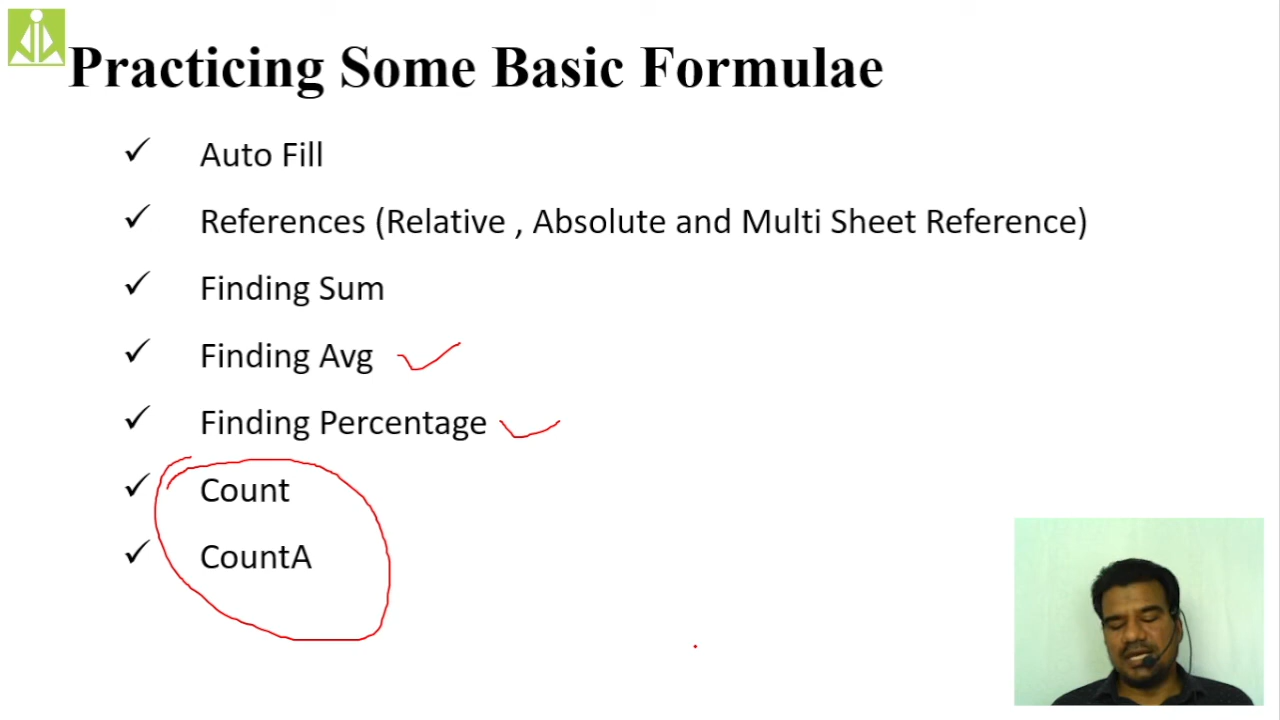 Practicing Some Basic Formulae
Auto Fill
References (Relative , Absolute and Multi Sheet Reference)
Finding Sum
Finding Avg
Finding Percentage
Count
CountA